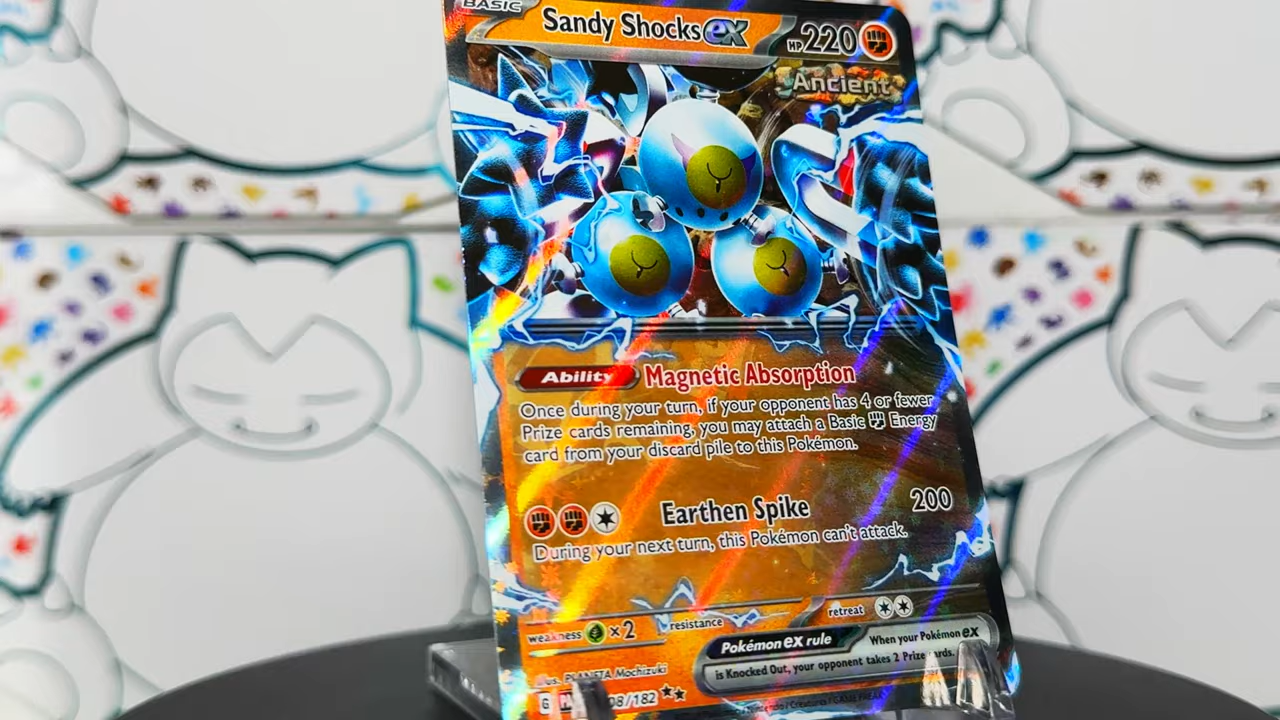 BASIC
Sandy Shocks ex HP 220
Ancient
Ability Magnetic Absorption
Once during your turn, if your opponent has 4 or fewer
Prize cards remaining, you may attach a Basic Energy
card from your discard pile to this Pokémon.
Earthen Spike 200
During your next turn, this Pokémon can't attack.
weakness ×2 resistance retreat
Pokémon ex rule When your Pokémon ex
is Knocked Out, your opponent takes 2 Prize cards.
Illus. PLANETA Mochizuki
G 08/182